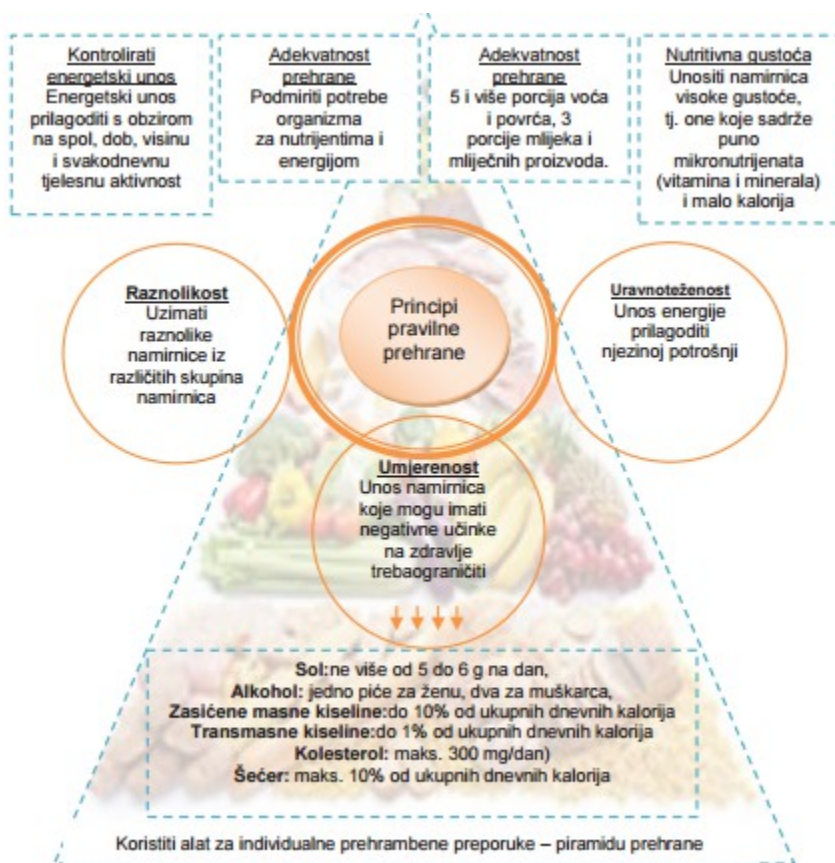 Kontrolirati
energetski unos
Energetski unos
prilagoditi s obzirom
na spol, dob, visinu
i svakodnevnu
tjelesnu aktivnost
Adekvatnost
prehrane
Podmiriti potrebe
organizma
za nutrijentima i
energijom
Adekvatnost
prehrane
5 i više porcija voća
i povrća, 3
porcije mlijeka i
mliječnih proizvoda.
Nutritivna gustoća
Unositi namirnica
visoke gustoće,
tj. one koje sadrže
puno
mikronutrijenata
(vitamina i minerala)
i malo kalorija
Raznolikost
Uzimati
raznolike
namirnice iz
različitih skupina
namirnica
Principi
pravilne
prehrane
Uravnoteženost
Unos energije
prilagoditi
njezinoj potrošnji
Umjerenost
Unos namirnica
koje mogu imati
negativne učinke
na zdravlje
trebaograničiti
Sol:ne više od 5 do 6 g na dan,
Alkohol: jedno piće za ženu, dva za muškarca,
Zasićene masne kiseline:do 10% od ukupnih dnevnih kalorija
Transmasne kiseline:do 1% od ukupnih dnevnih kalorija
Kolesterol: maks. 300 mg/dan)
Šećer: maks. 10% od ukupnih dnevnih kalorija
Koristiti alat za individualne prehrambene preporuke – piramidu prehrane